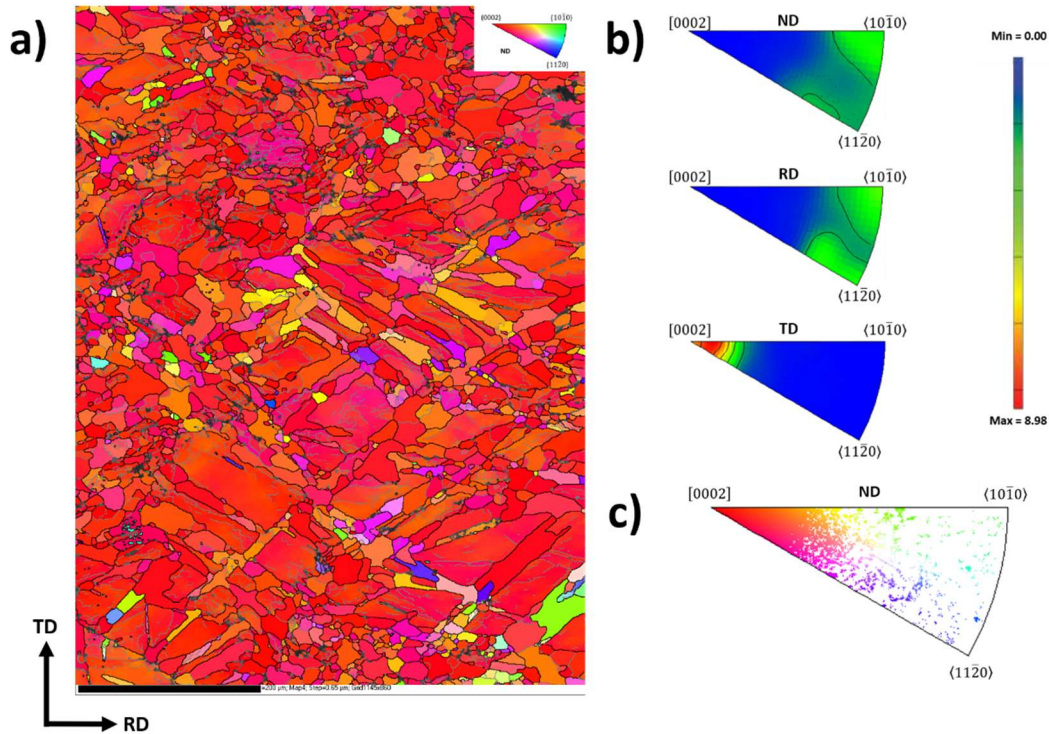 a)
{0002}
{101̅0}
ND
{112̅0}
=200 µm; Map4; Step=0.65 µm; Grid1145x860
TD
RD
b)
[0002]
ND
⟨101̅0⟩
⟨112̅0⟩
[0002]
RD
⟨101̅0⟩
⟨112̅0⟩
[0002]
TD
⟨101̅0⟩
⟨112̅0⟩
Min = 0.00
Max = 8.98
c)
[0002]
ND
⟨101̅0⟩
⟨112̅0⟩